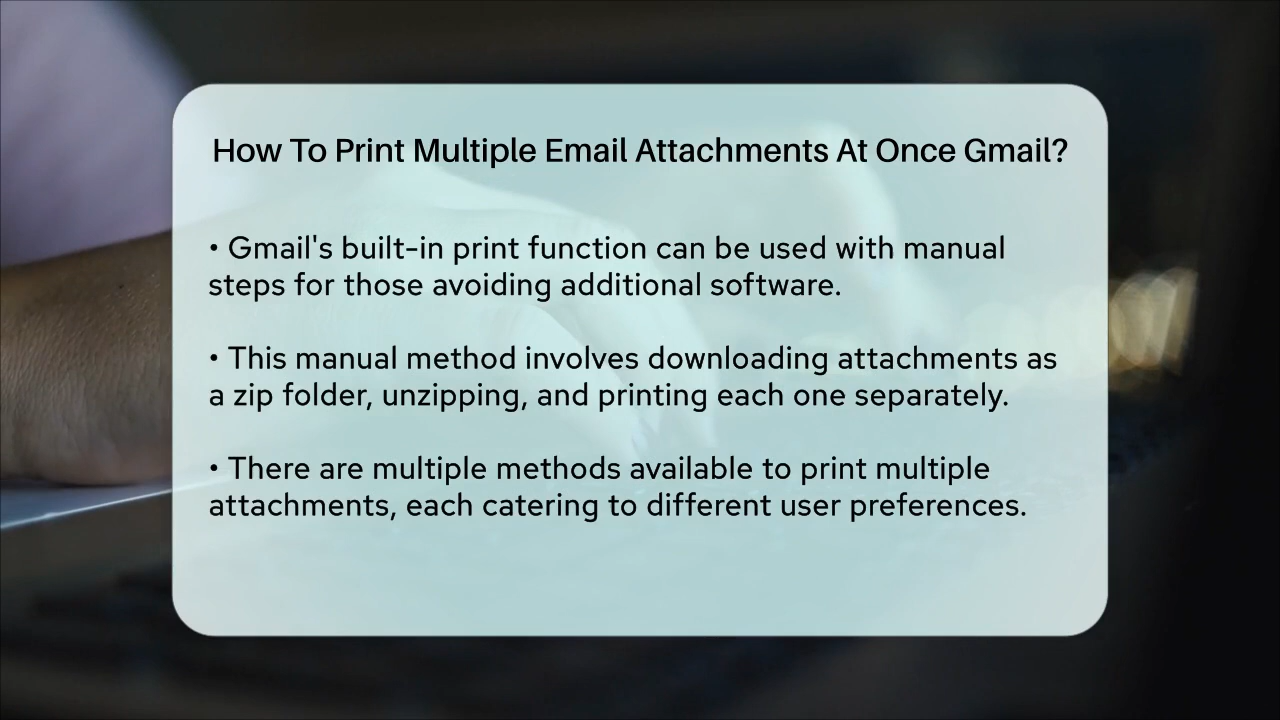 How To Print Multiple Email Attachments At Once Gmail?
• Gmail's built-in print function can be used with manual
steps for those avoiding additional software.
• This manual method involves downloading attachments as
a zip folder, unzipping, and printing each one separately.
• There are multiple methods available to print multiple
attachments, each catering to different user preferences.